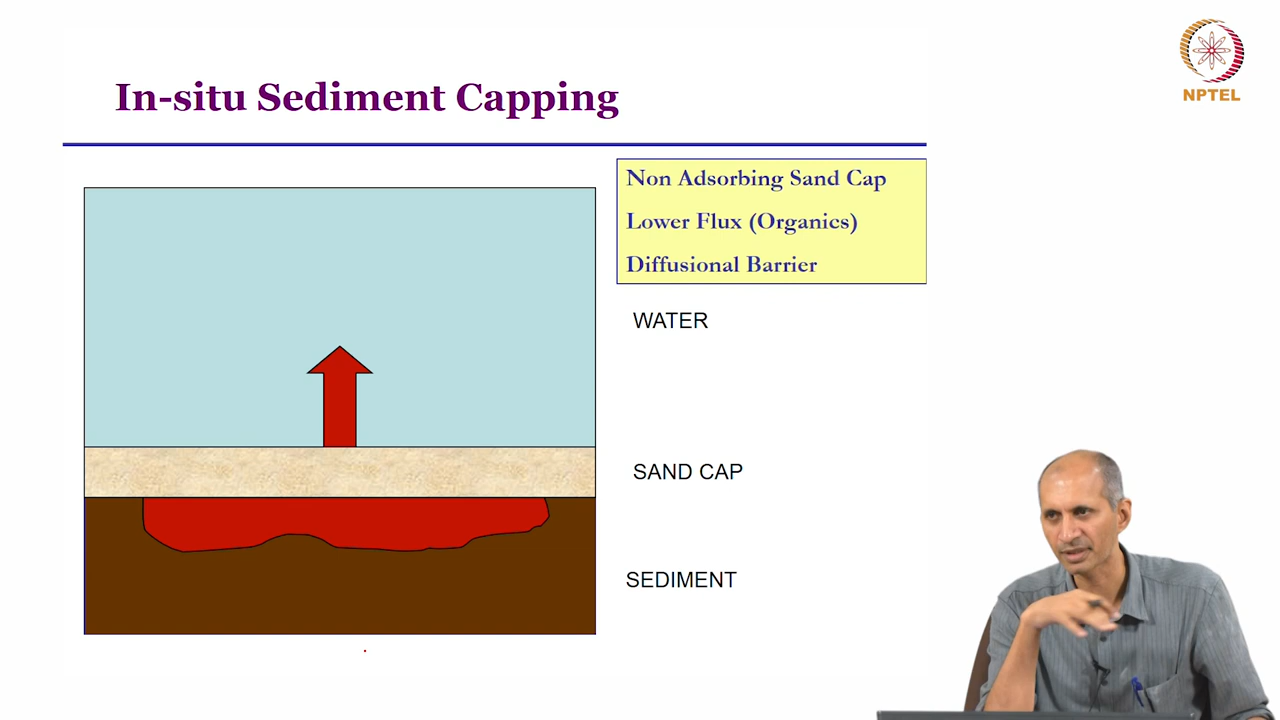 In-situ Sediment Capping
NPTEL
Non Adsorbing Sand Cap
Lower Flux (Organics)
Diffusional Barrier
WATER
SAND CAP
SEDIMENT